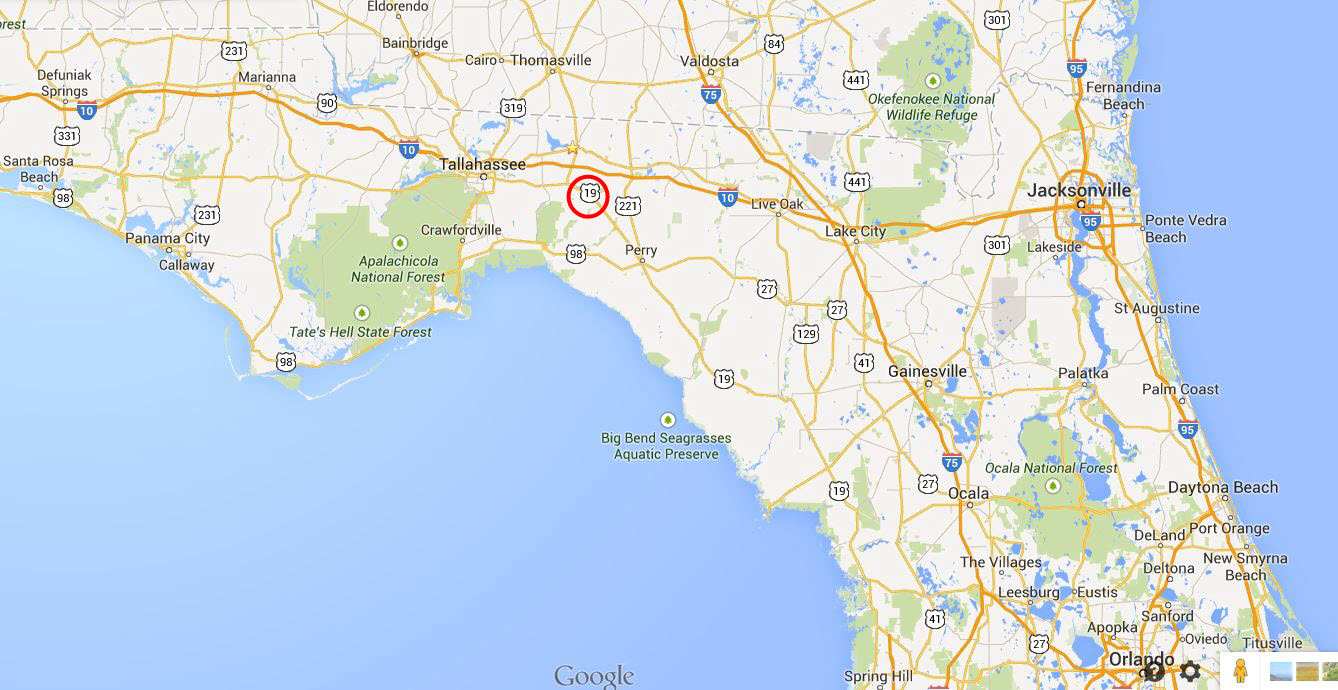 Eldorendo
orest
231
Bainbridge
Cairo
Thomasville
84
301
Valdosta
441
95
Defuniak
Springs
Marianna
90
319
75
10
Okefenokee National
Wildlife Refuge
Fernandina
Beach
331
10
Tallahassee
Santa Rosa
Beach
98
19
221
10
441
Live Oak
Jacksonville
95
231
Panama City
Callaway
Crawfordville
Apalachicola
National Forest
98
Perry
Lake City
301
Lakeside
Ponte Vedra
Beach
27
27
129
St Augustine
Tate's Hell State Forest
98
19
41
Gainesville
Palatka
Palm Coast
95
Big Bend Seagrasses
Aquatic Preserve
75
Ocala National Forest
19
27
Ocala
Daytona Beach
Port Orange
DeLand
The Villages
New Smyrna
Beach
Deltona
Leesburg
Eustis
41
Sanford
Apopka
27
Oviedo
Titusville
Orlando
Spring Hill
Google
?